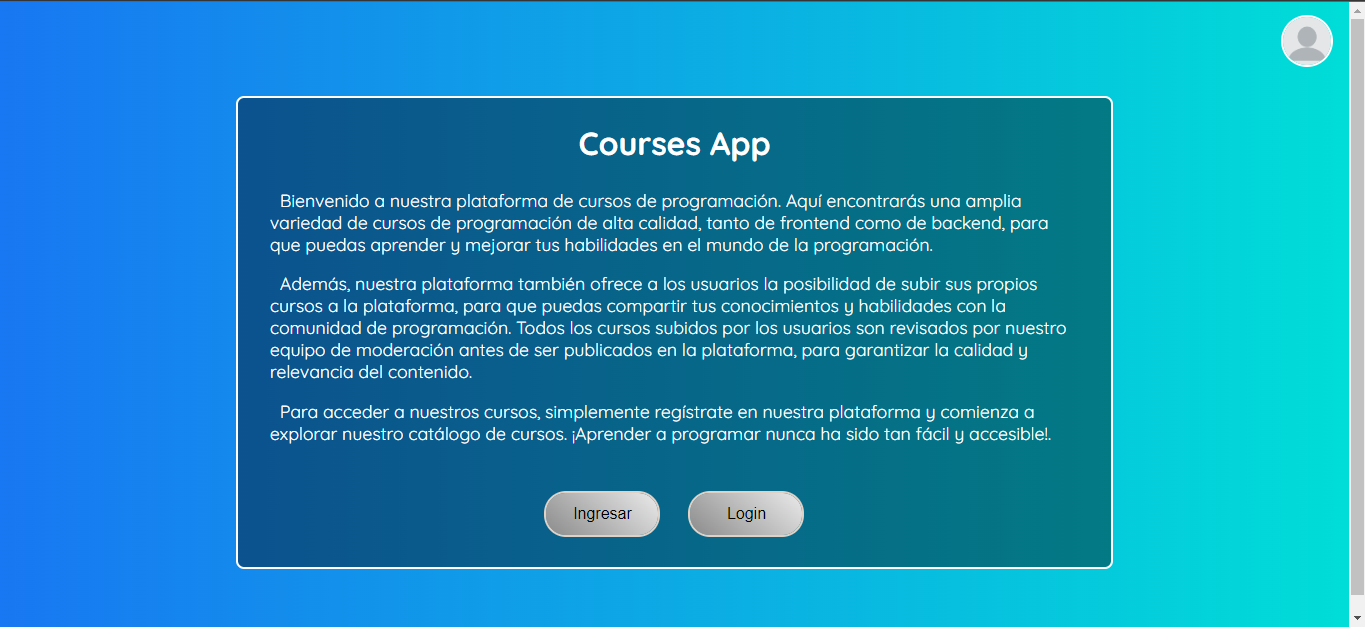 Courses App
Bienvenido a nuestra plataforma de cursos de programación. Aquí encontrarás una amplia
variedad de cursos de programación de alta calidad, tanto de frontend como de backend, para
que puedas aprender y mejorar tus habilidades en el mundo de la programación.
Además, nuestra plataforma también ofrece a los usuarios la posibilidad de subir sus propios
cursos a la plataforma, para que puedas compartir tus conocimientos y habilidades con la
comunidad de programación. Todos los cursos subidos por los usuarios son revisados por nuestro
equipo de moderación antes de ser publicados en la plataforma, para garantizar la calidad y
relevancia del contenido.
Para acceder a nuestros cursos, simplemente regístrate en nuestra plataforma y comienza a
explorar nuestro catálogo de cursos. ¡Aprender a programar nunca ha sido tan fácil y accesible!.
Ingresar
Login